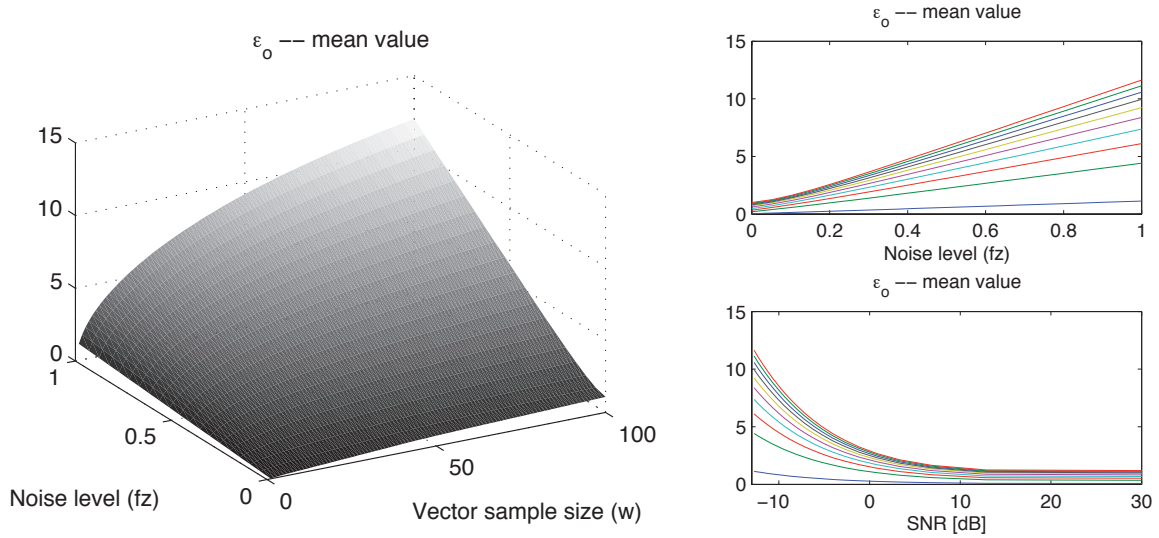 ε_o –– mean value
15
10
5
0
1
0.5
0
0
50
100
Noise level (fz)
Vector sample size (w)
ε_o –– mean value
15
10
5
0
0 0.2 0.4 0.6 0.8 1
Noise level (fz)
ε_o –– mean value
15
10
5
0
−10 0 10 20 30
SNR [dB]